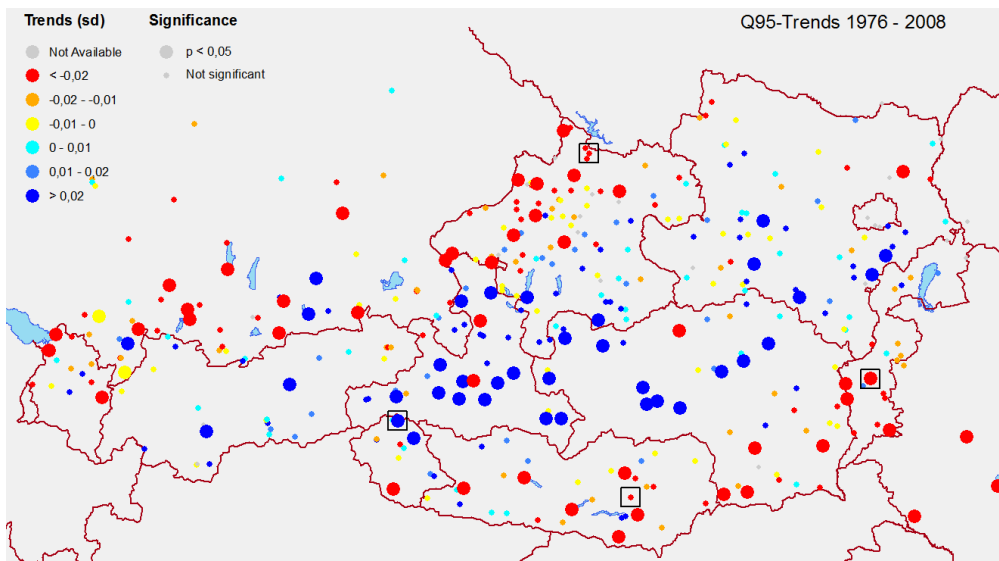 Trends (sd)
Significance
Q95-Trends 1976 - 2008
Not Available
p < 0,05
< -0,02
Not significant
-0,02 - -0,01
-0,01 - 0
0 - 0,01
0,01 - 0,02
> 0,02